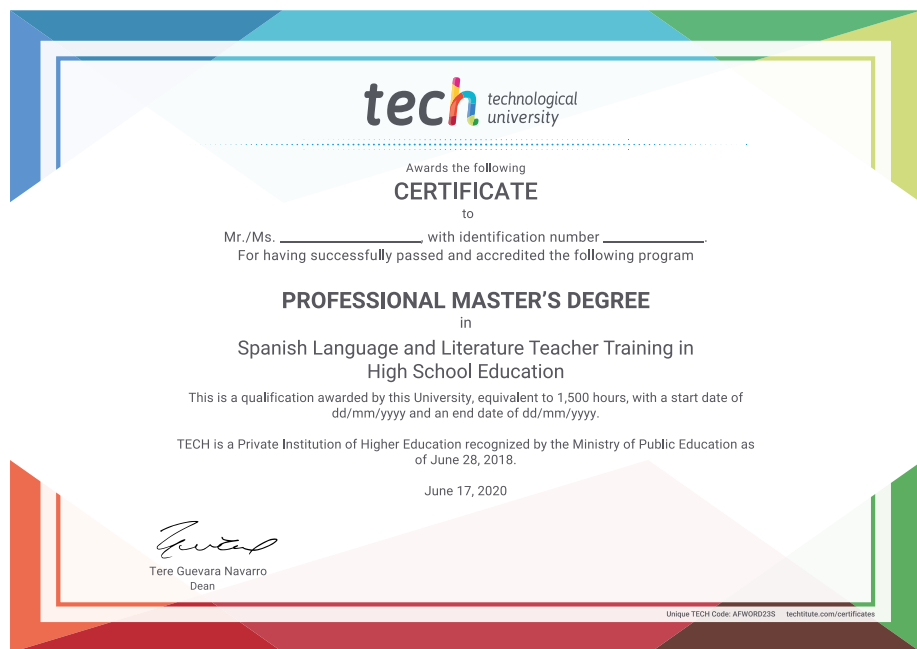 tech technological
university
Awards the following
CERTIFICATE
to
Mr./Ms. ____________________, with identification number ______________.
For having successfully passed and accredited the following program
PROFESSIONAL MASTER'S DEGREE
in
Spanish Language and Literature Teacher Training in
High School Education
This is a qualification awarded by this University, equivalent to 1,500 hours, with a start date of
dd/mm/yyyy and an end date of dd/mm/yyyy.
TECH is a Private Institution of Higher Education recognized by the Ministry of Public Education as
of June 28, 2018.
June 17, 2020
Tere Guevara Navarro
Dean
Unique TECH Code: AFWORD23S techtitute.com/certificates